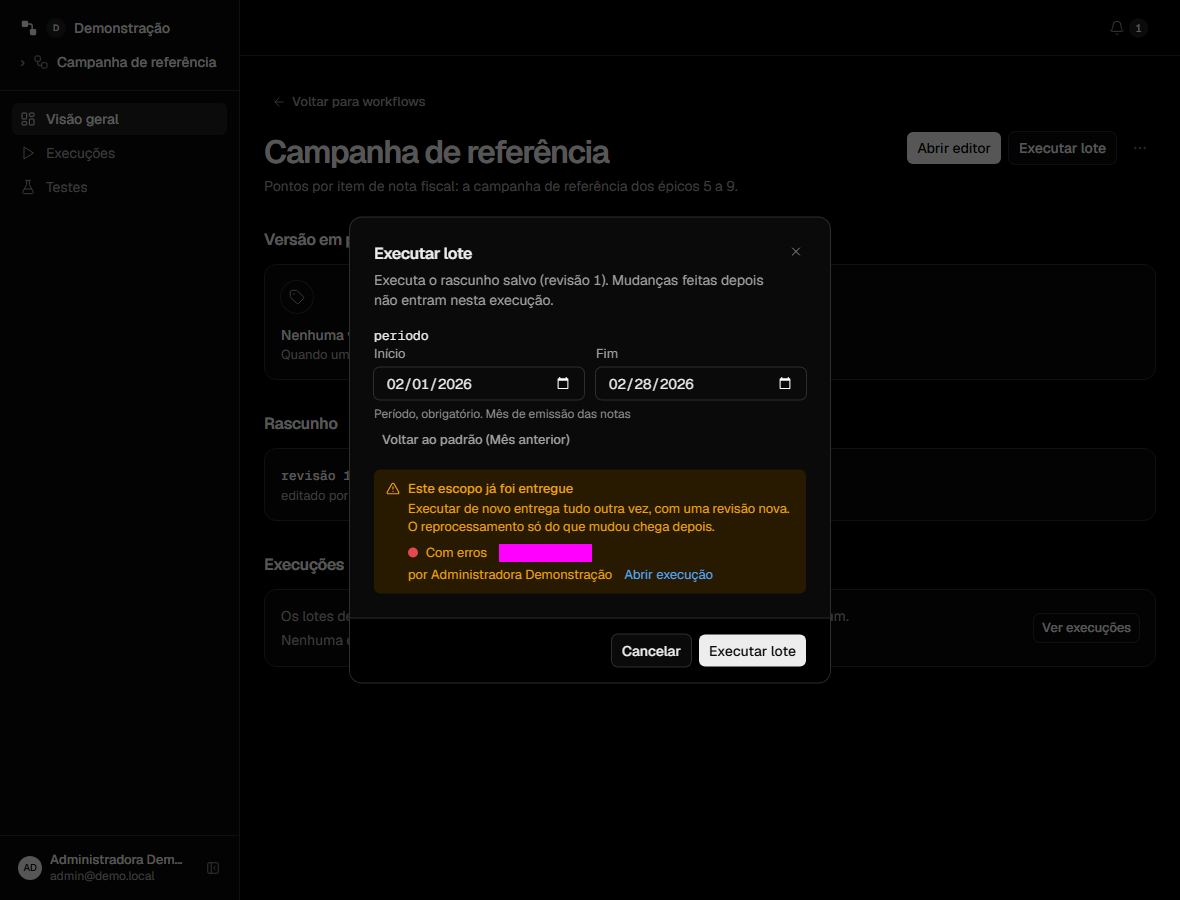 D Demonstração
Campanha de referência
1
Visão geral
Execuções
Testes
Voltar para workflows
Campanha de referência
Abrir editor
Executar lote
Pontos por item de nota fiscal: a campanha de referência dos épicos 5 a 9.
Versão em
Nenhuma
Quando um
Rascunho
revisão 1
editado por
Execuções
Os lotes
Nenhuma
Ver execuções
Executar lote
Executa o rascunho salvo (revisão 1). Mudanças feitas depois
não entram nesta execução.
periodo
Início
Fim
02/01/2026
02/28/2026
Período, obrigatório. Mês de emissão das notas
Voltar ao padrão (Mês anterior)
Este escopo já foi entregue
Executar de novo entrega tudo outra vez, com uma revisão nova.
O reprocessamento só do que mudou chega depois.
Com erros
por Administradora Demonstração
Abrir execução
Cancelar
Executar lote
AD
Administradora Dem...
admin@demo.local